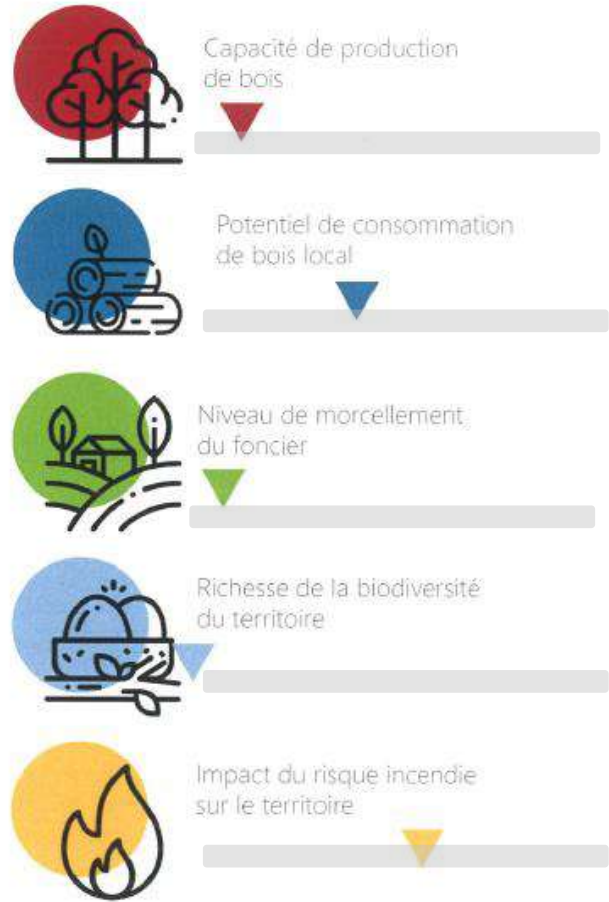 Capacité de production
de bois
Potentiel de consommation
de bois local
Niveau de morcellement
du foncier
Richesse de la biodiversité
du territoire
Impact du risque incendie
sur le territoire